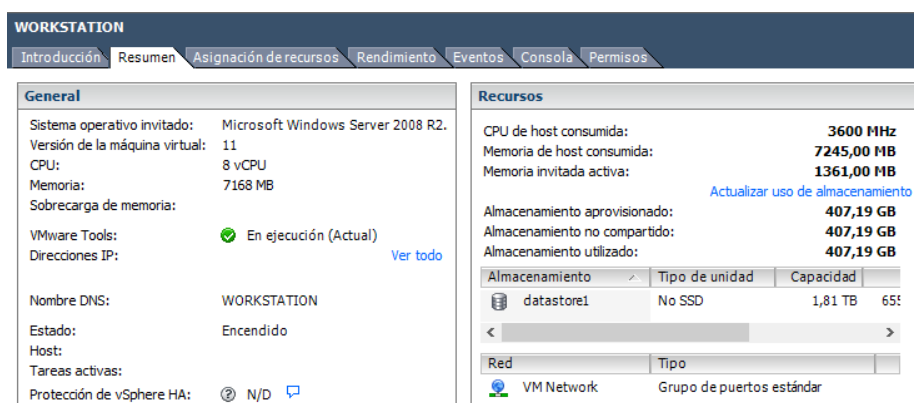 WORKSTATION
Introducción Resumen Asignación de recursos Rendimiento Eventos Consola Permisos
General
Sistema operativo invitado: Microsoft Windows Server 2008 R2.
Versión de la máquina virtual: 11
CPU: 8 vCPU
Memoria: 7168 MB
Sobrecarga de memoria:
VMware Tools: En ejecución (Actual)
Direcciones IP: Ver todo
Nombre DNS: WORKSTATION
Estado: Encendido
Host:
Tareas activas:
Protección de vSphere HA: N/D
Recursos
CPU de host consumida: 3600 MHz
Memoria de host consumida: 7245,00 MB
Memoria invitada activa: 1361,00 MB
Actualizar uso de almacenamiento
Almacenamiento aprovisionado: 407,19 GB
Almacenamiento no compartido: 407,19 GB
Almacenamiento utilizado: 407,19 GB
Almacenamiento Tipo de unidad Capacidad
datastore1 No SSD 1,81 TB
Red Tipo
VM Network Grupo de puertos estándar